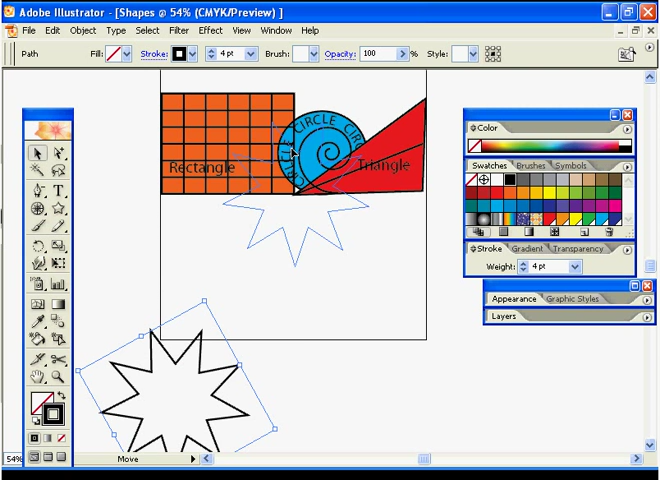 Adobe Illustrator - [Shapes @ 54% (CMYK/Preview) ]
File Edit Object Type Select Filter Effect View Window Help
Path Fill: Stroke: 4 pt Brush: Opacity: 100 % Style:
Color
Swatches Brushes Symbols
Stroke Gradient Transparency
Weight: 4 pt
Appearance Graphic Styles
Layers
CIRCLE CIRC
CIRCLE
Rectangle
Triangle
T
54% Move